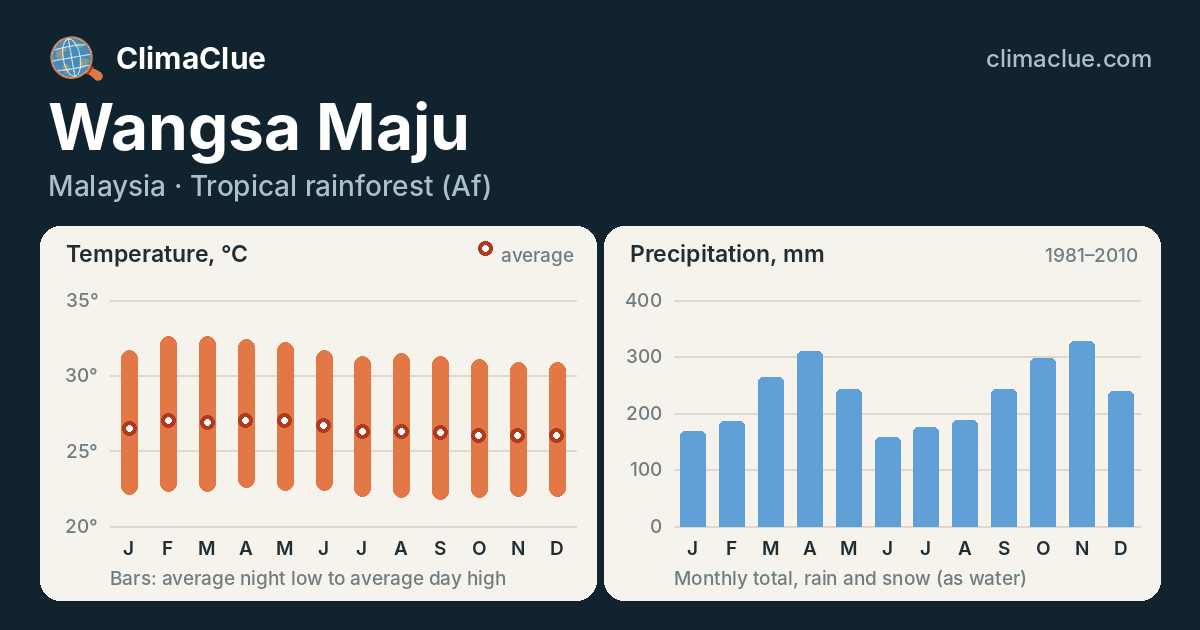 ClimaClue
climaclue.com
Wangsa Maju
Malaysia · Tropical rainforest (Af)
Temperature, °C
average
35°
30°
25°
20°
J F M A M J J A S O N D
Bars: average night low to average day high
Precipitation, mm
1981–2010
400
300
200
100
0
J F M A M J J A S O N D
Monthly total, rain and snow (as water)